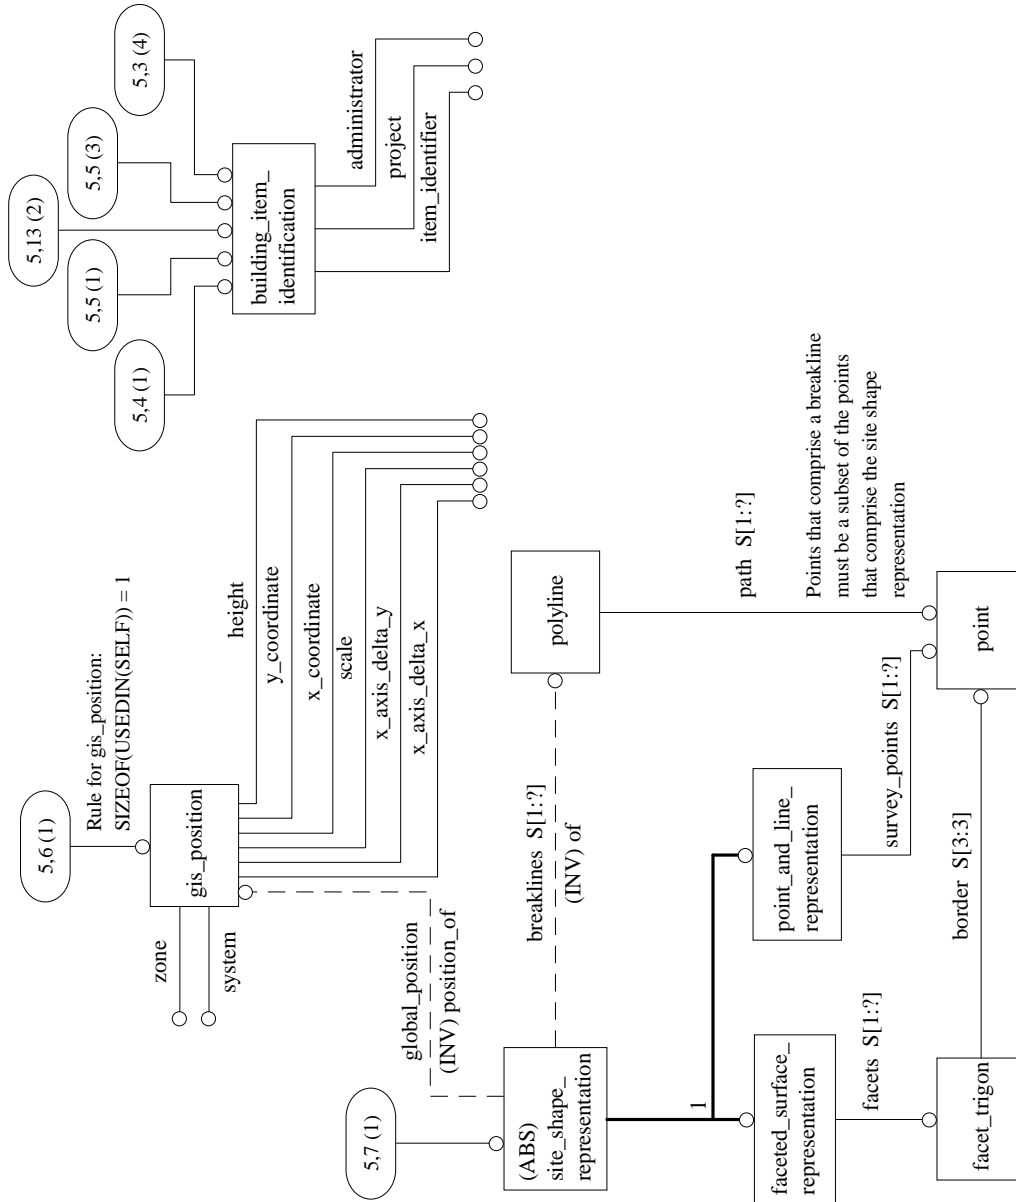 5,3 (4)
5,5 (3)
5,13 (2)
5,5 (1)
5,4 (1)
building_item_
identification
administrator
project
item_identifier
5,6 (1)
Rule for gis_position:
SIZEOF(USEDIN(SELF)) = 1
gis_position
zone
system
height
y_coordinate
x_coordinate
scale
x_axis_delta_y
x_axis_delta_x
global_position
(INV) position_of
5,7 (1)
(ABS)
site_shape_
representation
breaklines S[1:?]
(INV) of
polyline
path S[1:?]
Points that comprise a breakline
must be a subset of the points
that comprise the site shape
representation
1
faceted_surface_
representation
point_and_line_
representation
survey_points S[1:?]
facets S[1:?]
border S[3:3]
facet_trigon
point